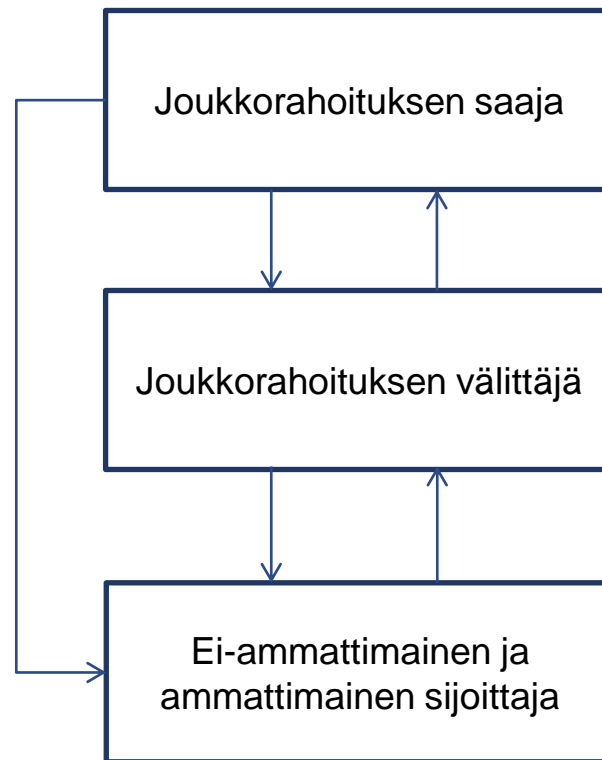 Joukkorahoituksen saaja
Joukkorahoituksen välittäjä
Ei-ammattimainen ja
ammattimainen sijoittaja